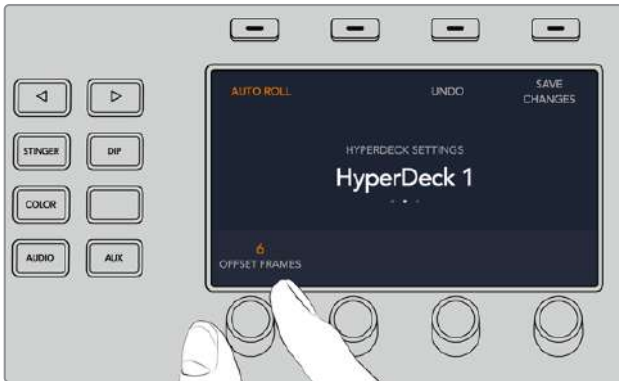 AUTO ROLL
UNDO
SAVE
CHANGES
STINGER
DIP
HYPERDECK SETTINGS
HyperDeck 1
COLOR
AUDIO
AUX
6
OFFSET FRAMES